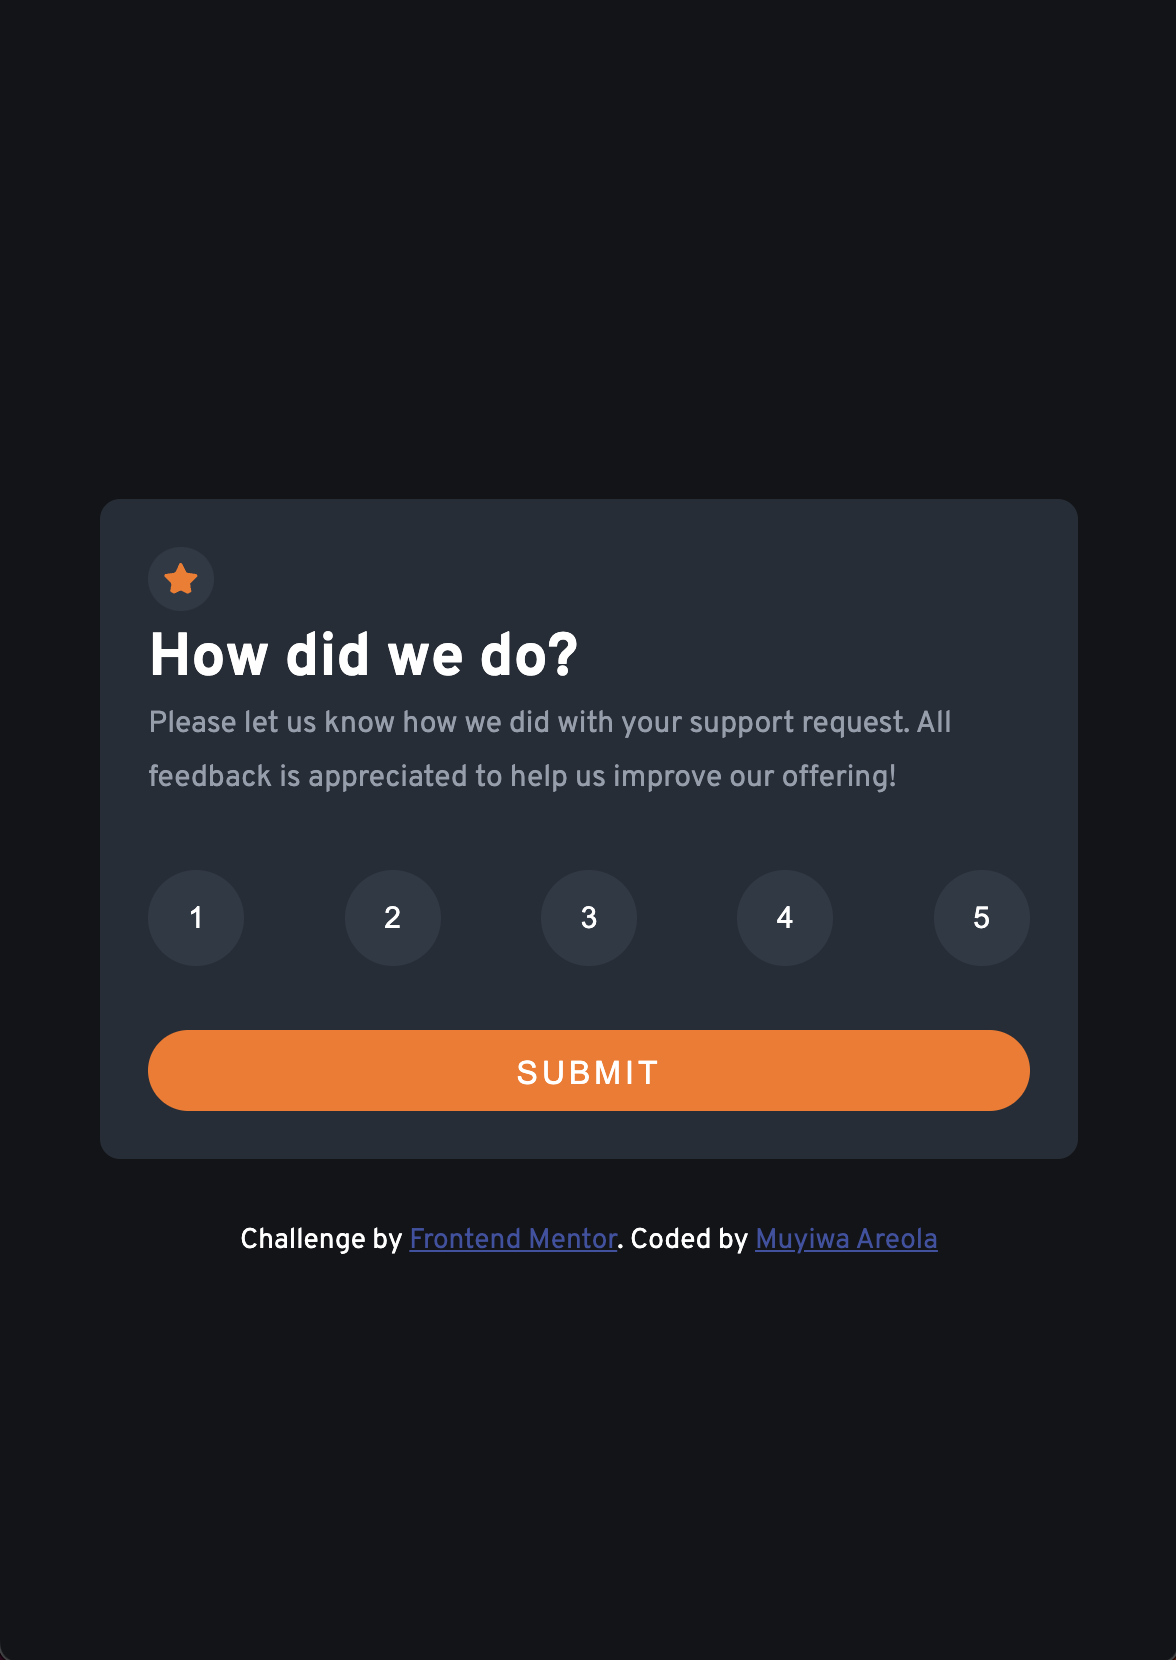 How did we do?
Please let us know how we did with your support request. All
feedback is appreciated to help us improve our offering!
1 2 3 4 5
SUBMIT
Challenge by Frontend Mentor. Coded by Muyiwa Areola